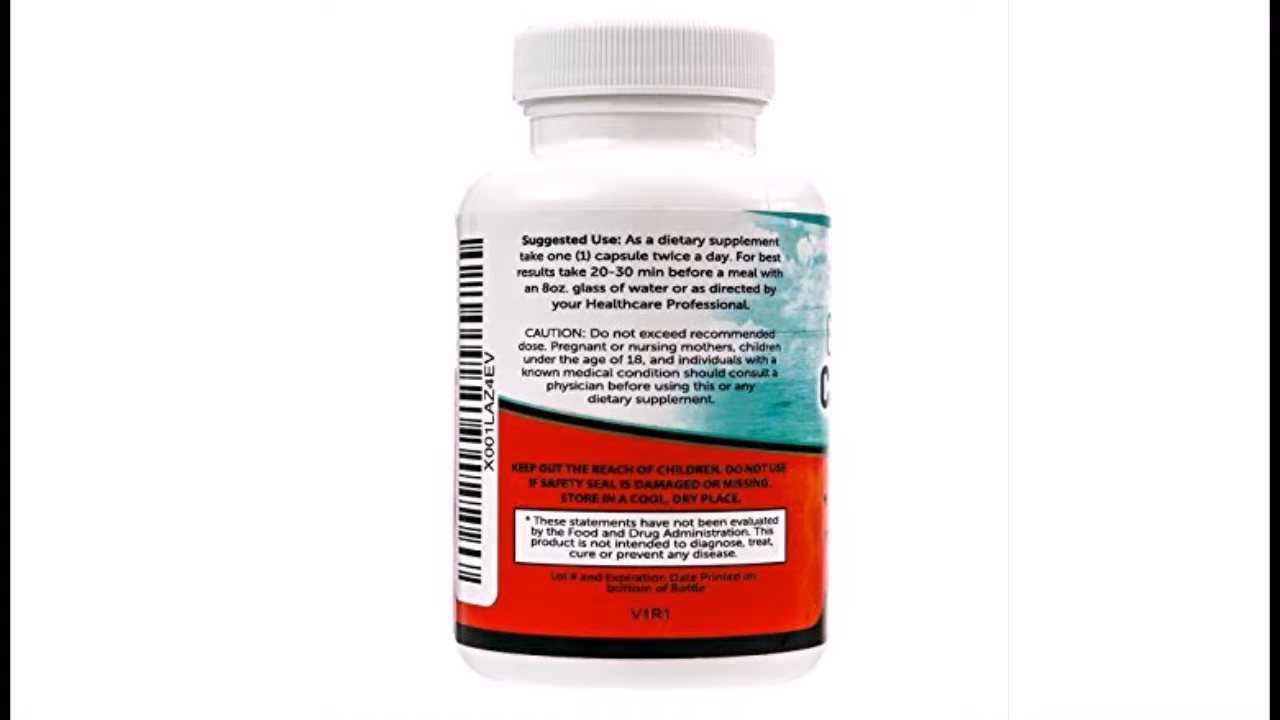 Suggested Use: As a dietary supplement
take one (1) capsule twice a day. For best
results take 20-30 min before a meal with
an 8oz. glass of water or as directed by
your Healthcare Professional.
CAUTION: Do not exceed recommended
dose. Pregnant or nursing mothers, children
under the age of 18, and individuals with a
known medical condition should consult a
physician before using this or any
dietary supplement.
KEEP OUT THE REACH OF CHILDREN. DO NOT USE
IF SAFETY SEAL IS DAMAGED OR MISSING.
STORE IN A COOL, DRY PLACE.
* These statements have not been evaluated
by the Food and Drug Administration. This
product is not intended to diagnose, treat,
cure or prevent any disease.
Lot # and Expiration Date Printed on
bottom of Bottle
V1R1
X001LAZ4EV